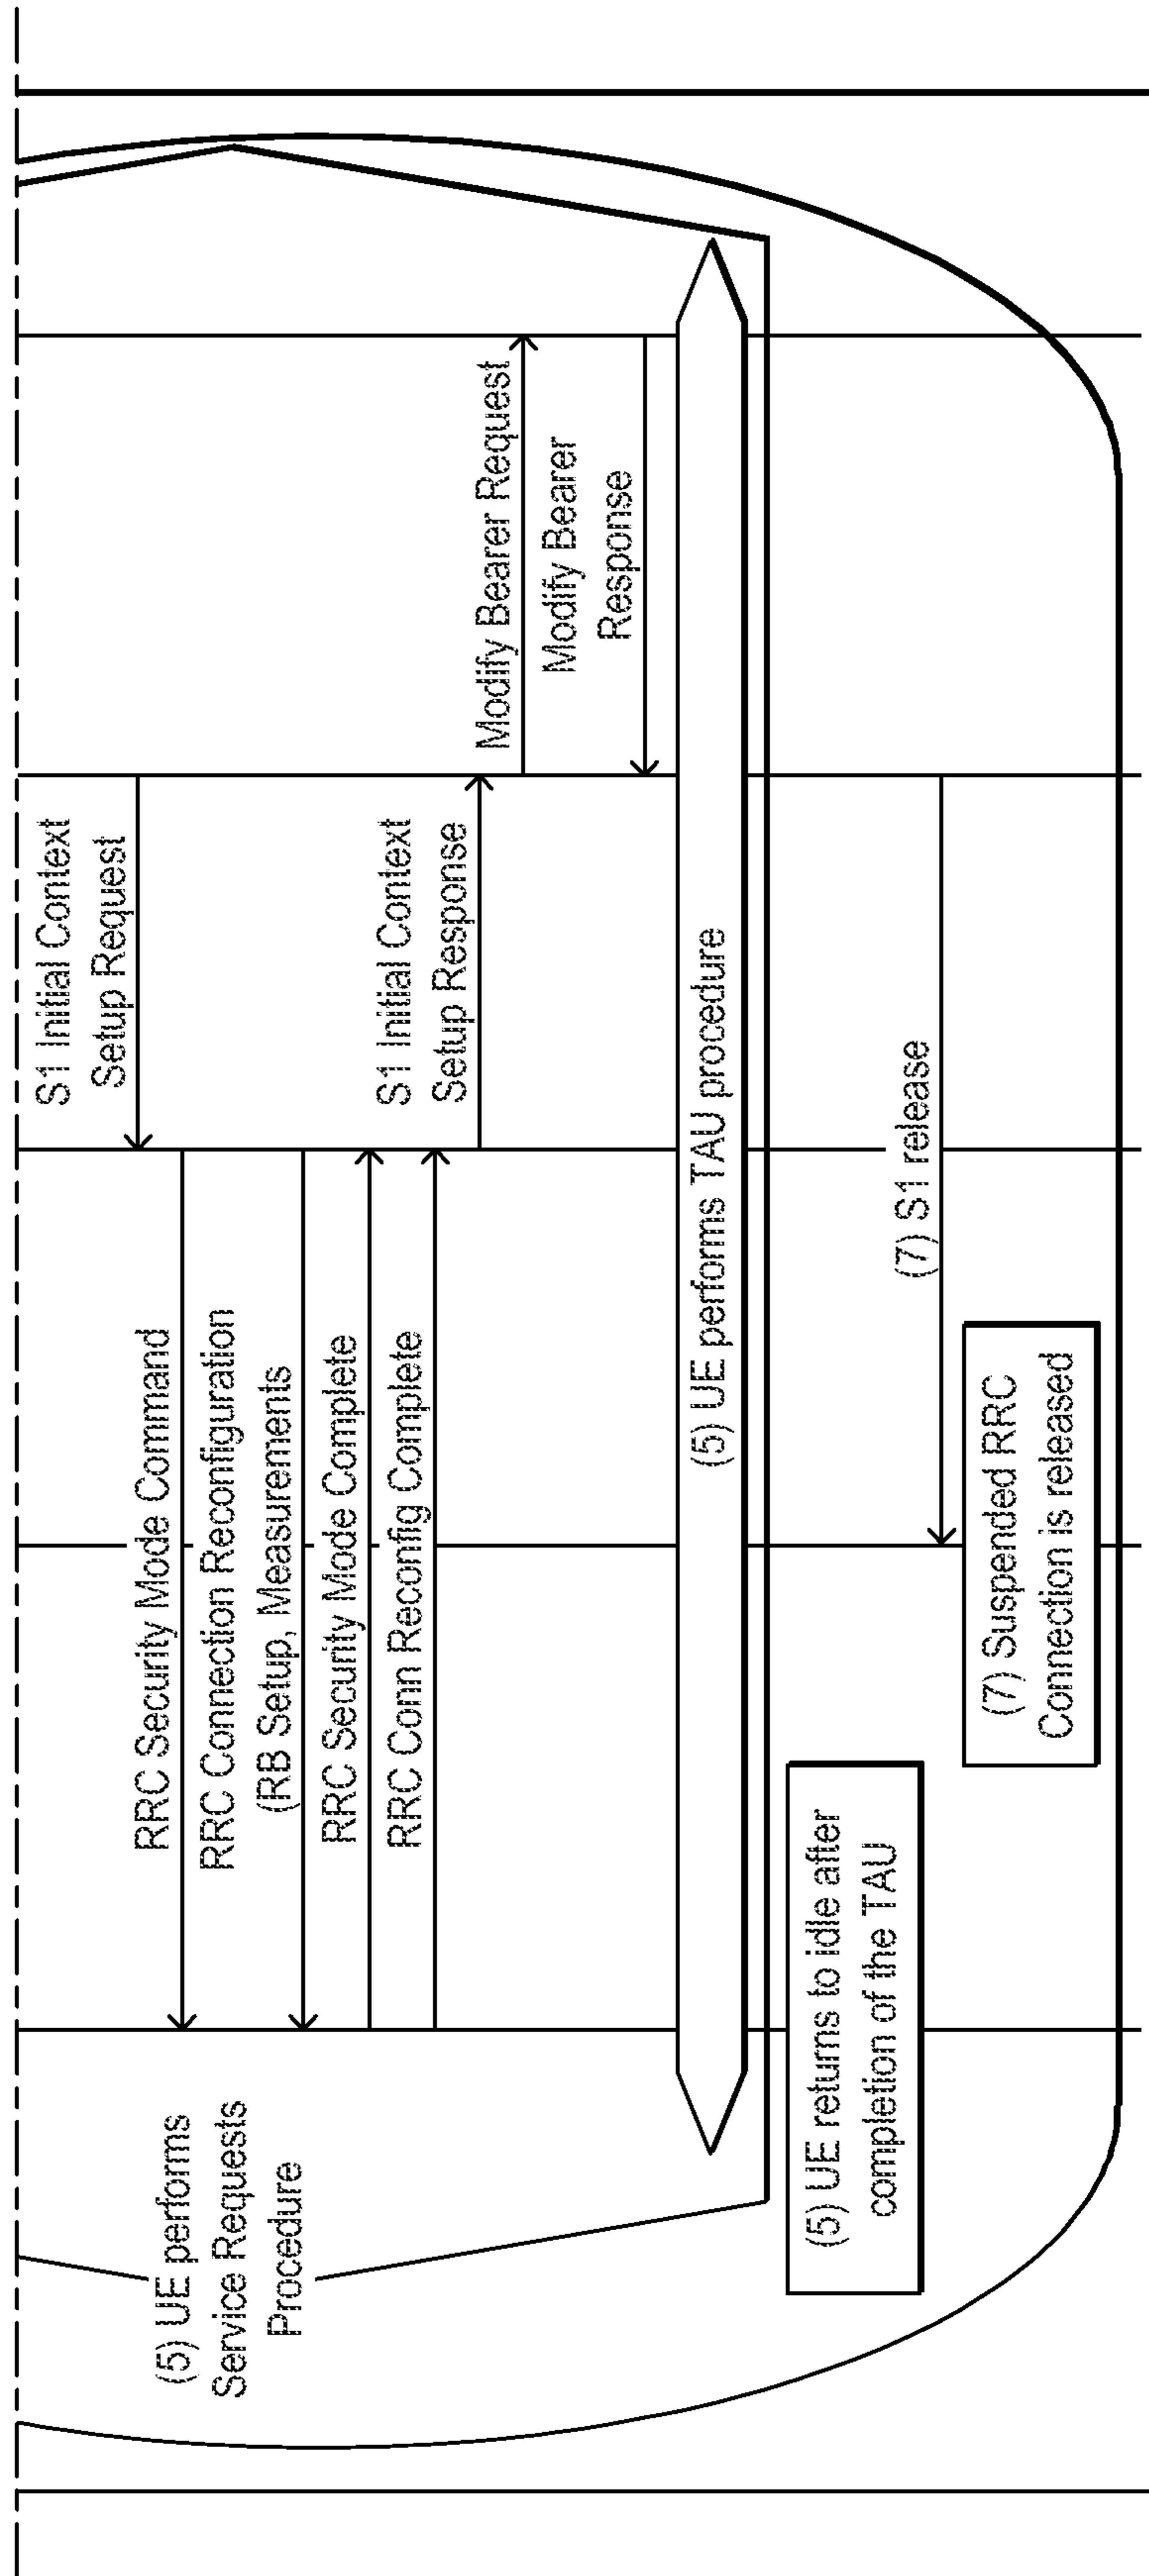 S1 Initial Context
Setup Request
RRC Security Mode Command
RRC Connection Reconfiguration
(RB Setup, Measurements
(5) UE performs
Service Requests
Procedure
RRC Security Mode Complete
RRC Conn Reconfig Complete
S1 Initial Context
Setup Response
Modify Bearer Request
Modify Bearer
Response
(5) UE performs TAU procedure
(5) UE returns to idle after
completion of the TAU
(7) S1 release
(7) Suspended RRC
Connection is released